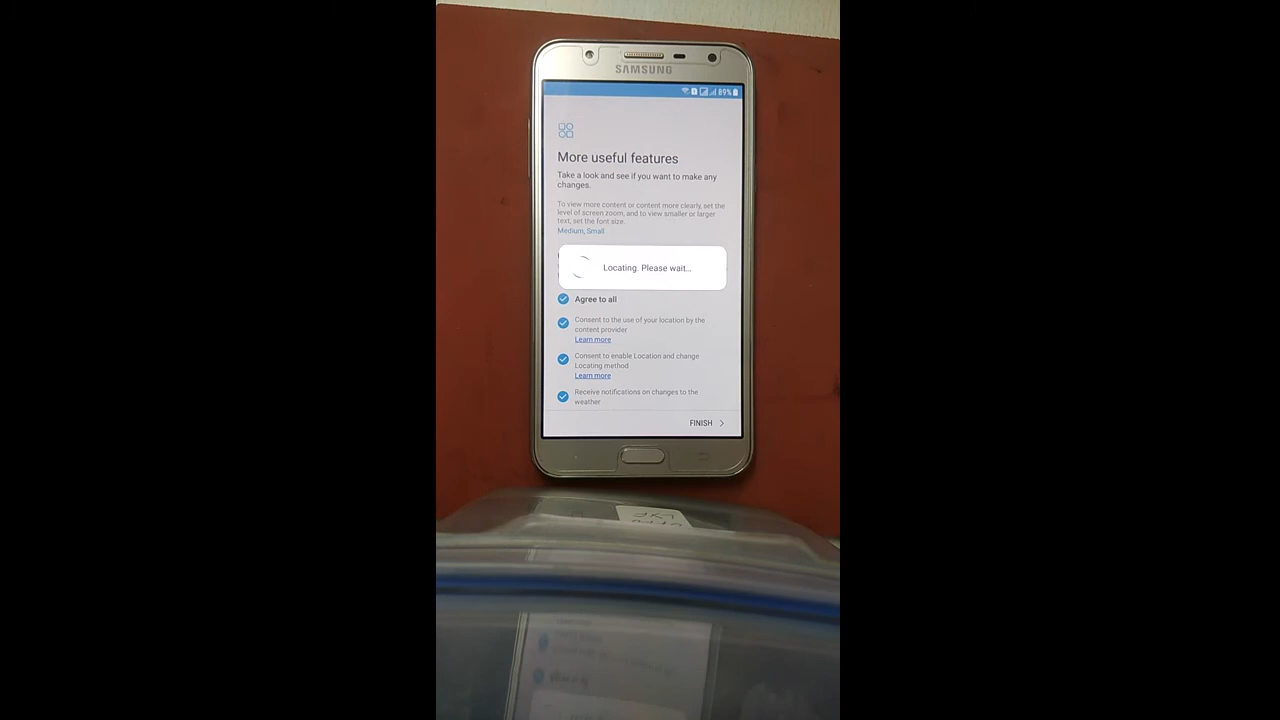 SAMSUNG
89%
More useful features
Take a look and see if you want to make any
changes.
To view more content or content more clearly, set the
level of screen zoom, and to view smaller or larger
text, set the font size.
Medium, Small
Locating. Please wait...
Agree to all
Consent to the use of your location by the
content provider
Learn more
Consent to enable Location and change
Locating method
Learn more
Receive notifications on changes to the
weather
FINISH